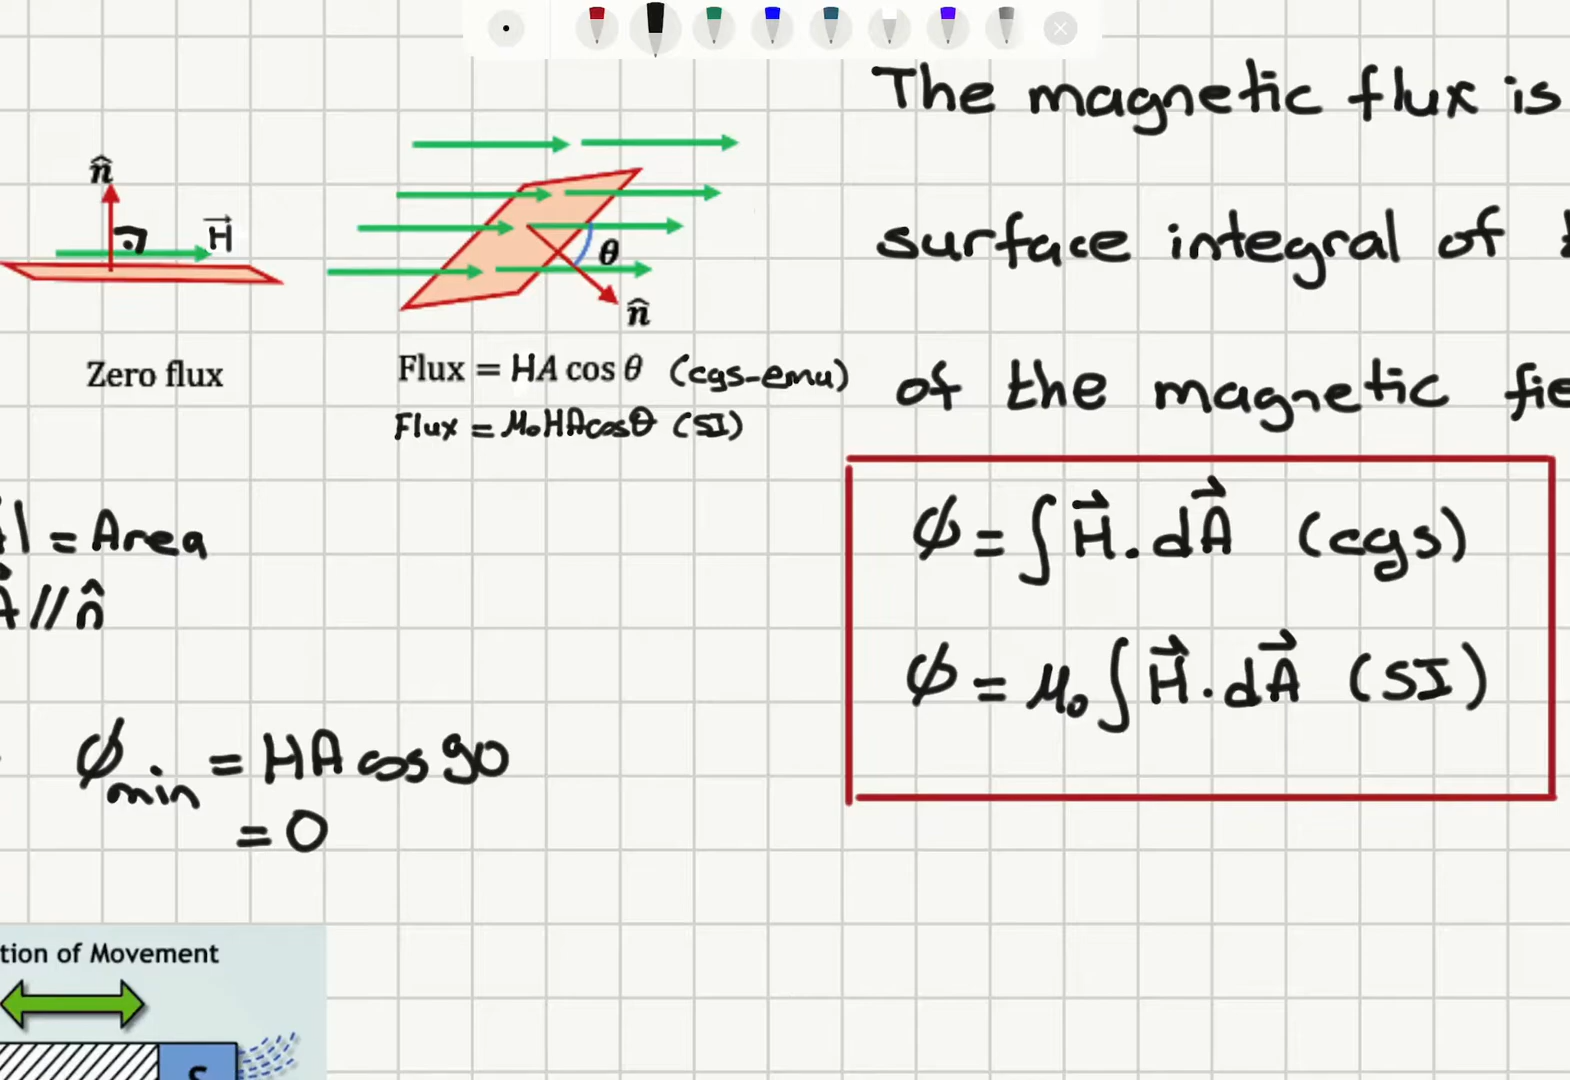 The magnetic flux is
surface integral of
of the magnetic fie
n̂
H⃗
θ
n̂
Zero flux
Flux = HA cos θ (cgs-emu)
Flux = μ₀HAcosθ (SI)
| = Area
A⃗ // n̂
ϕ = ∫ H⃗ . dA⃗ (cgs)
ϕ = μ₀ ∫ H⃗ . dA⃗ (SI)
ϕmin = HA cos 90
= 0
tion of Movement
S